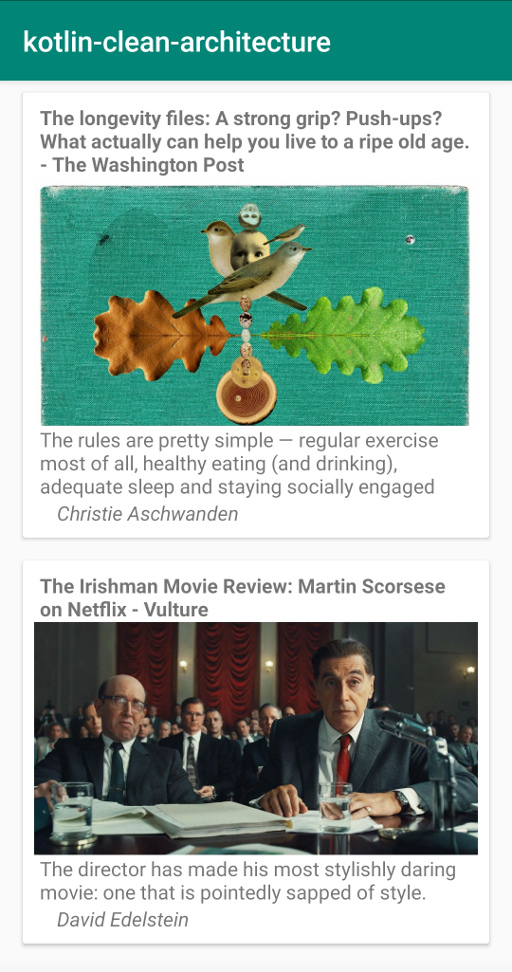 kotlin-clean-architecture
The longevity files: A strong grip? Push-ups?
What actually can help you live to a ripe old age.
- The Washington Post
The rules are pretty simple — regular exercise
most of all, healthy eating (and drinking),
adequate sleep and staying socially engaged
Christie Aschwanden
The Irishman Movie Review: Martin Scorsese
on Netflix - Vulture
The director has made his most stylishly daring
movie: one that is pointedly sapped of style.
David Edelstein